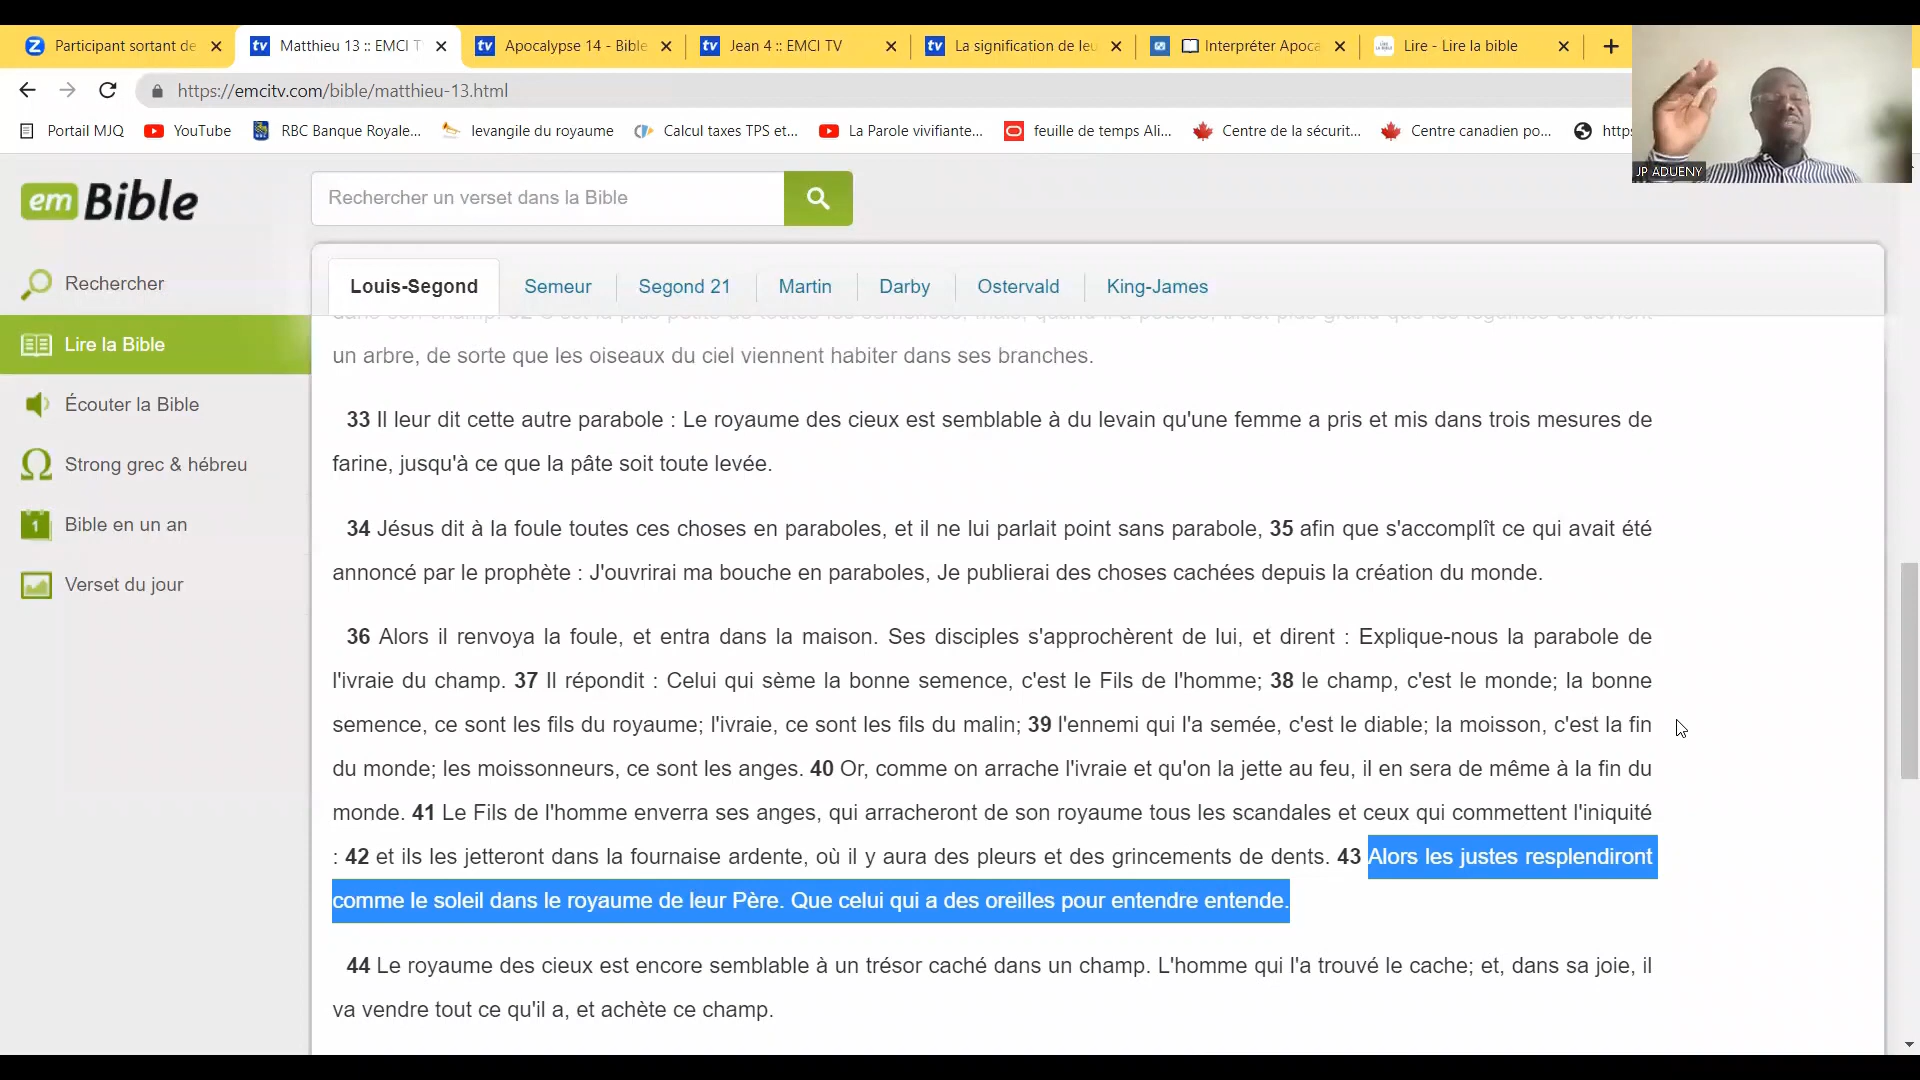 Participant sortant de
Matthieu 13 :: EMCI T
Apocalypse 14 - Bible
Jean 4 :: EMCI TV
La signification de leu
Interpréter Apoca
Lire - Lire la bible
https://emcitv.com/bible/matthieu-13.html
Portail MJQ
YouTube
RBC Banque Royale...
levangile du royaume
Calcul taxes TPS et...
La Parole vivifiante...
feuille de temps Ali...
Centre de la sécurit...
Centre canadien po...
https
JP ADUENY
em Bible
Rechercher un verset dans la Bible
Rechercher
Lire la Bible
Écouter la Bible
Strong grec & hébreu
Bible en un an
Verset du jour
Louis-Segond Semeur Segond 21 Martin Darby Ostervald King-James
un arbre, de sorte que les oiseaux du ciel viennent habiter dans ses branches.
33 Il leur dit cette autre parabole : Le royaume des cieux est semblable à du levain qu'une femme a pris et mis dans trois mesures de
farine, jusqu'à ce que la pâte soit toute levée.
34 Jésus dit à la foule toutes ces choses en paraboles, et il ne lui parlait point sans parabole, 35 afin que s'accomplît ce qui avait été
annoncé par le prophète : J'ouvrirai ma bouche en paraboles, Je publierai des choses cachées depuis la création du monde.
36 Alors il renvoya la foule, et entra dans la maison. Ses disciples s'approchèrent de lui, et dirent : Explique-nous la parabole de
l'ivraie du champ. 37 Il répondit : Celui qui sème la bonne semence, c'est le Fils de l'homme; 38 le champ, c'est le monde; la bonne
semence, ce sont les fils du royaume; l'ivraie, ce sont les fils du malin; 39 l'ennemi qui l'a semée, c'est le diable; la moisson, c'est la fin
du monde; les moissonneurs, ce sont les anges. 40 Or, comme on arrache l'ivraie et qu'on la jette au feu, il en sera de même à la fin du
monde. 41 Le Fils de l'homme enverra ses anges, qui arracheront de son royaume tous les scandales et ceux qui commettent l'iniquité
: 42 et ils les jetteront dans la fournaise ardente, où il y aura des pleurs et des grincements de dents. 43 Alors les justes resplendiront
comme le soleil dans le royaume de leur Père. Que celui qui a des oreilles pour entendre entende.
44 Le royaume des cieux est encore semblable à un trésor caché dans un champ. L'homme qui l'a trouvé le cache; et, dans sa joie, il
va vendre tout ce qu'il a, et achète ce champ.